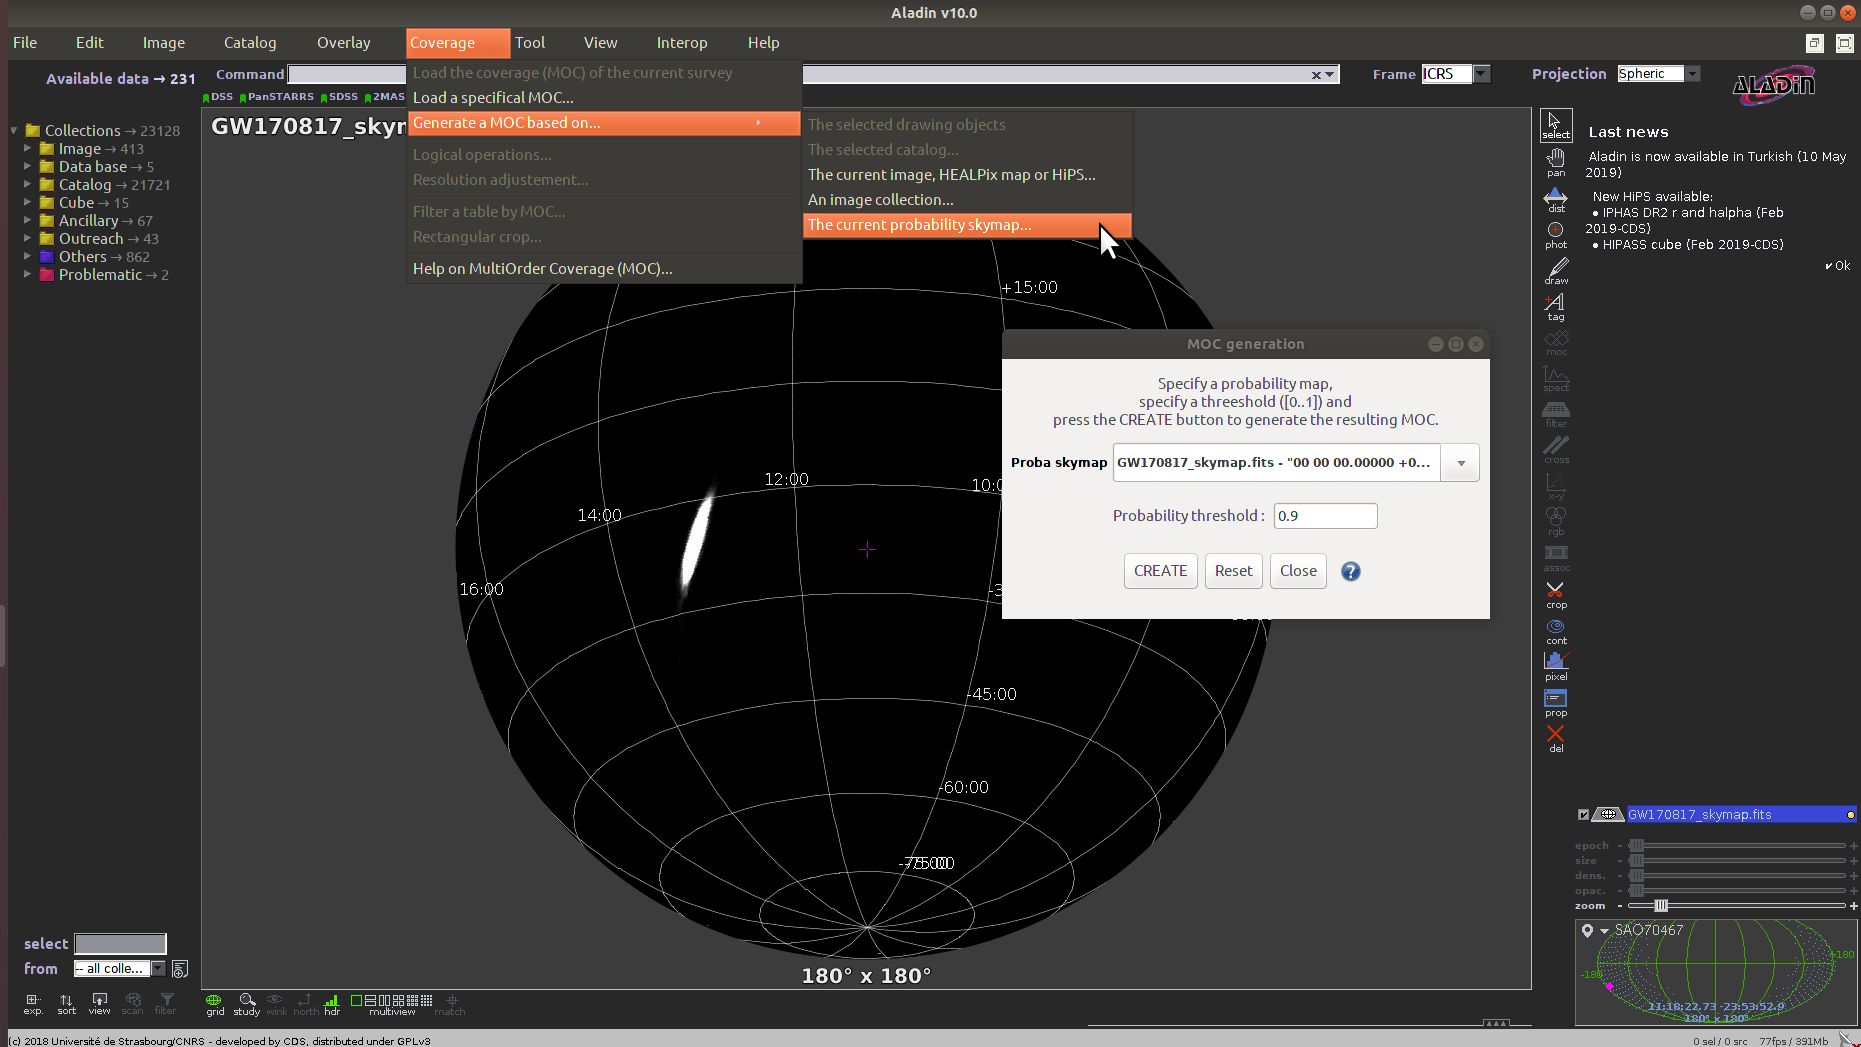 Aladin v10.0
File Edit Image Catalog Overlay Coverage Tool View Interop Help
Available data → 231
Command
Frame ICRS
Projection Spheric
ALADIN
DSS PanSTARRS SDSS 2MAS
GW170817_skyn
Load the coverage (MOC) of the current survey
Load a specifical MOC...
Generate a MOC based on...
Logical operations...
Resolution adjustement...
Filter a table by MOC...
Rectangular crop...
Help on MultiOrder Coverage (MOC)...
The selected drawing objects
The selected catalog...
The current image, HEALPix map or HiPS...
An image collection...
The current probability skymap...
Collections → 23128
Image → 413
Data base → 5
Catalog → 21721
Cube → 15
Ancillary → 67
Outreach → 43
Others → 862
Problematic → 2
+15:00
12:00
10:0
14:00
16:00
-3
-45:00
-60:00
-75:00
180° x 180°
MOC generation
Specify a probability map,
specify a threeshold ([0..1]) and
press the CREATE button to generate the resulting MOC.
Proba skymap GW170817_skymap.fits - "00 00 00.00000 +0...
Probability threshold : 0.9
CREATE Reset Close ?
select
pan
dist
phot
draw
tag
moc
spect
filter
cross
x-y
rgb
assoc
crop
cont
pixel
prop
del
Last news
Aladin is now available in Turkish (10 May
2019)
New HiPS available:
• IPHAS DR2 r and halpha (Feb
2019-CDS)
• HIPASS cube (Feb 2019-CDS)
Ok
GW170817_skymap.fits
epoch - +
size - +
dens. - +
opac. - +
zoom - +
SAO70467
+180
-180
11:18:22.73 -23:53:52.9
180° x 180°
select
from -- all colle...
exp. sort view scan filter
grid study wink north hdr multiview match
(c) 2018 Université de Strasbourg/CNRS - developed by CDS, distributed under GPLv3
0 sel / 0 src 77fps / 391Mb